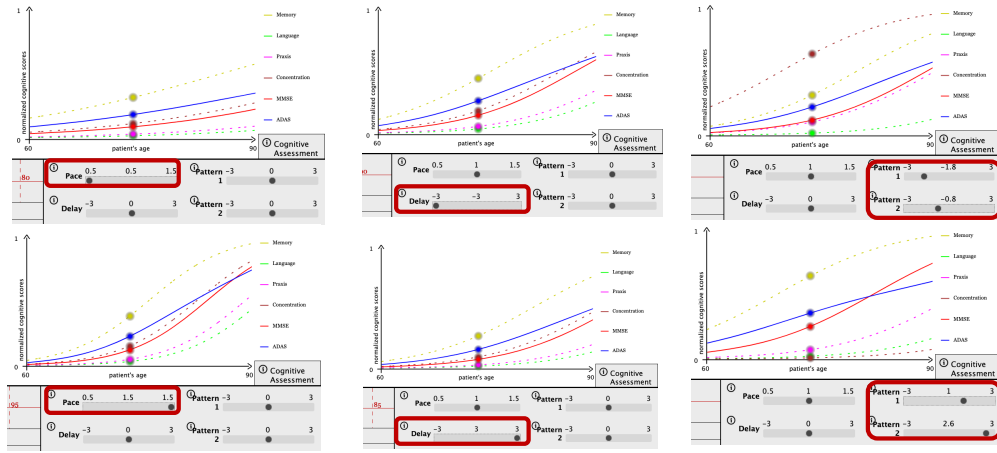 1
normalized cognitive scores
0
60
patient's age
90
Memory
Language
Praxis
Concentration
MMSE
ADAS
ⓘ Cognitive
Assessment
80
ⓘ
Pace
0.5 0.5 1.5
ⓘ Pattern
1
-3 0 3
ⓘ
Delay
-3 0 3
ⓘ Pattern
2
-3 0 3
1
normalized cognitive scores
0
60
patient's age
90
Memory
Language
Praxis
Concentration
MMSE
ADAS
ⓘ Cognitive
Assessment
ⓘ
Pace
0.5 1 1.5
ⓘ Pattern
1
-3 0 3
ⓘ
Delay
-3 -3 3
ⓘ Pattern
2
-3 0 3
1
normalized cognitive scores
0
60
patient's age
90
Memory
Language
Praxis
Concentration
MMSE
ADAS
ⓘ Cognitive
Assessment
ⓘ
Pace
0.5 1 1.5
ⓘ Pattern
1
-3 -1.8 3
ⓘ
Delay
-3 0 3
ⓘ Pattern
2
-3 -0.8 3
1
normalized cognitive scores
0
60
patient's age
90
Memory
Language
Praxis
Concentration
MMSE
ADAS
ⓘ Cognitive
Assessment
95
ⓘ
Pace
0.5 1.5 1.5
ⓘ Pattern
1
-3 0 3
ⓘ
Delay
-3 0 3
ⓘ Pattern
2
-3 0 3
1
normalized cognitive scores
0
60
patient's age
90
Memory
Language
Praxis
Concentration
MMSE
ADAS
ⓘ Cognitive
Assessment
85
ⓘ
Pace
0.5 1 1.5
ⓘ Pattern
1
-3 0 3
ⓘ
Delay
-3 3 3
ⓘ Pattern
2
-3 0 3
1
normalized cognitive scores
0
60
patient's age
90
Memory
Language
Praxis
Concentration
MMSE
ADAS
ⓘ Cognitive
Assessment
ⓘ
Pace
0.5 1 1.5
ⓘ Pattern
1
-3 1 3
ⓘ
Delay
-3 0 3
ⓘ Pattern
2
-3 2.6 3